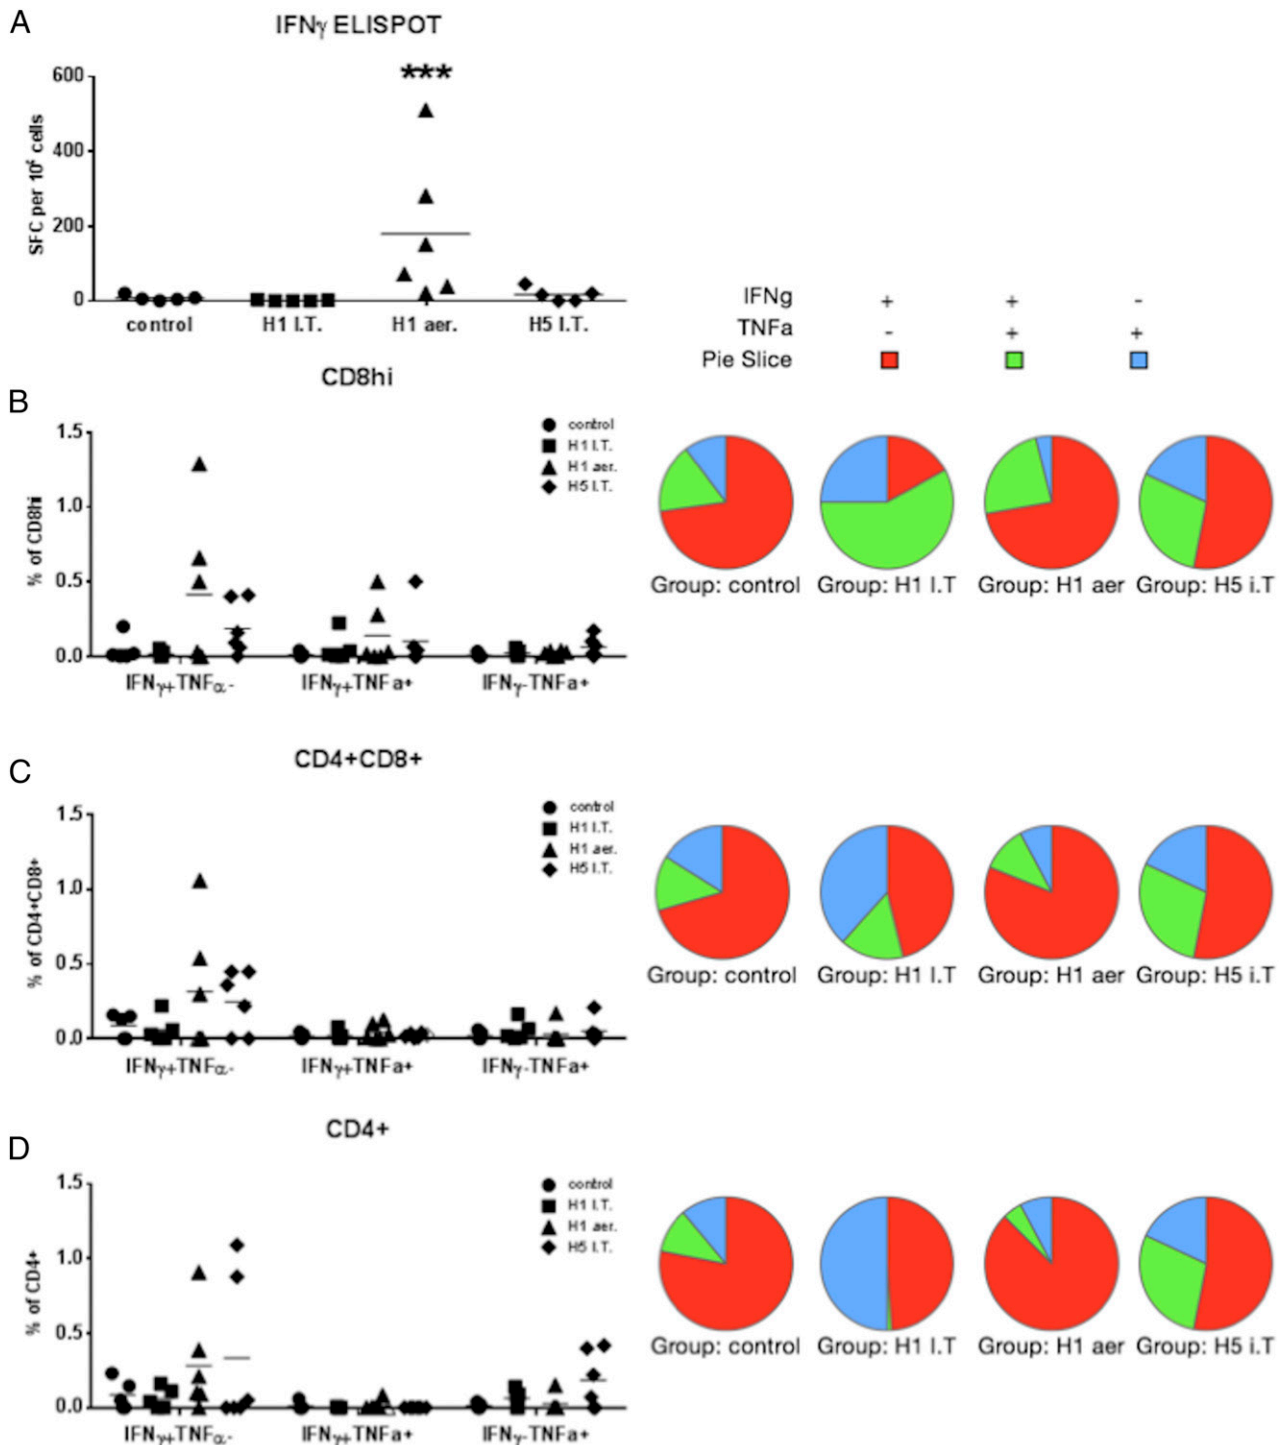 A
IFNγ ELISPOT
***
600
400
200
0
SFC per 10⁶ cells
control H1 I.T. H1 aer. H5 I.T.
IFNg + + -
TNFa - + +
Pie Slice
B
CD8hi
1.5
1.0
0.5
0.0
% of CD8hi
control
H1 I.T.
H1 aer.
H5 I.T.
IFNγ+TNFα- IFNγ+TNFa+ IFNγ-TNFa+
Group: control Group: H1 I.T Group: H1 aer Group: H5 i.T
C
CD4+CD8+
1.5
1.0
0.5
0.0
% of CD4+CD8+
control
H1 I.T.
H1 aer.
H5 I.T.
IFNγ+TNFα- IFNγ+TNFa+ IFNγ-TNFa+
Group: control Group: H1 I.T Group: H1 aer Group: H5 i.T
D
CD4+
1.5
1.0
0.5
0.0
% of CD4+
control
H1 I.T.
H1 aer.
H5 I.T.
IFNγ+TNFα- IFNγ+TNFa+ IFNγ-TNFa+
Group: control Group: H1 I.T Group: H1 aer Group: H5 i.T